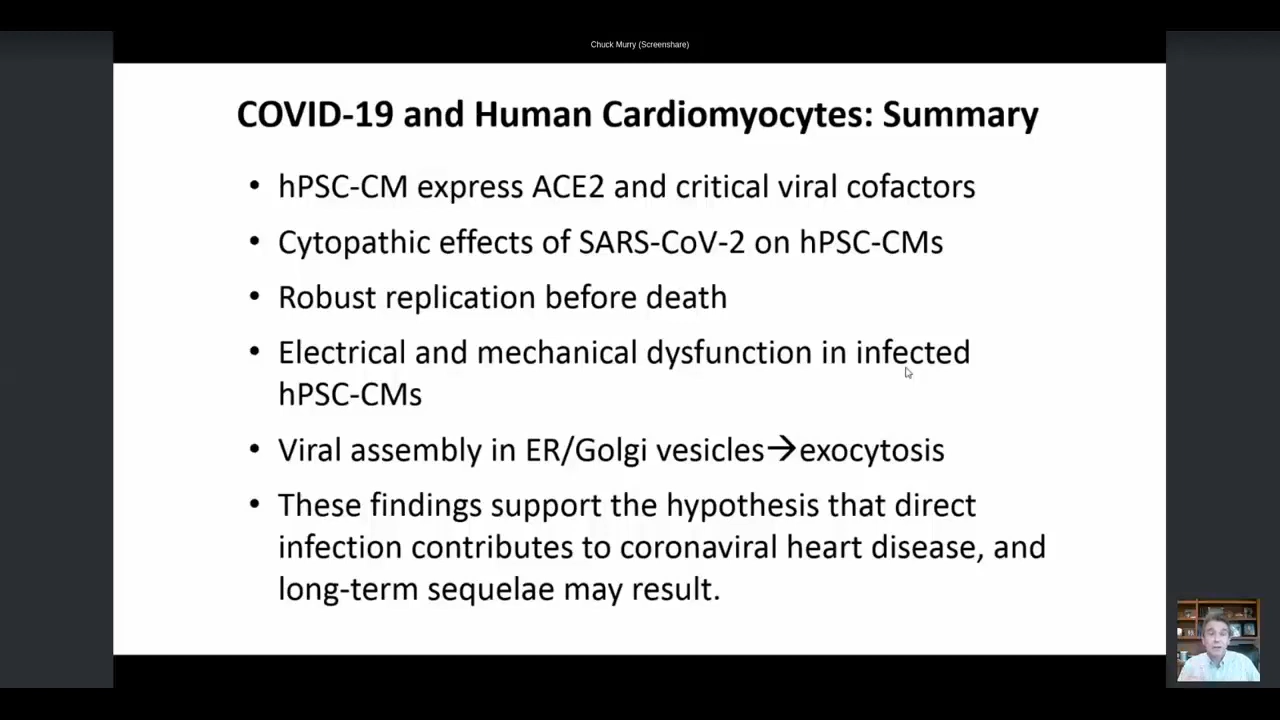 Chuck Murry (Screenshare)
COVID-19 and Human Cardiomyocytes: Summary
• hPSC-CM express ACE2 and critical viral cofactors
• Cytopathic effects of SARS-CoV-2 on hPSC-CMs
• Robust replication before death
• Electrical and mechanical dysfunction in infected
hPSC-CMs
• Viral assembly in ER/Golgi vesicles→exocytosis
• These findings support the hypothesis that direct
infection contributes to coronaviral heart disease, and
long-term sequelae may result.